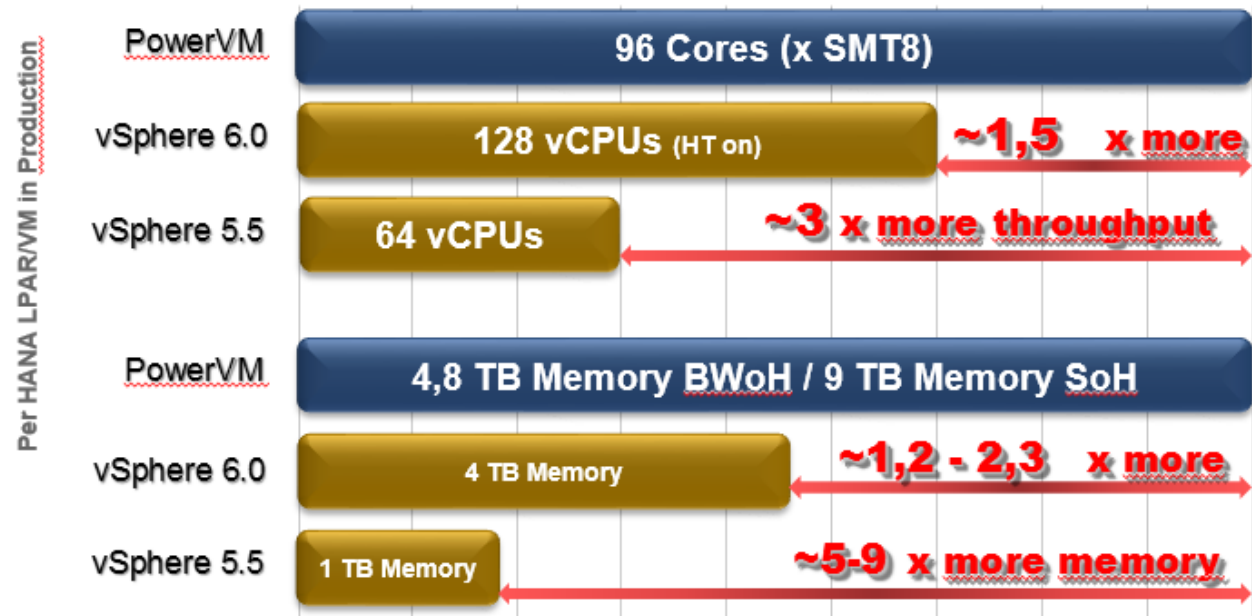 Per HANA LPAR/VM in Production
PowerVM
96 Cores (x SMT8)
vSphere 6.0
128 vCPUs (HT on)
~1,5 x more
vSphere 5.5
64 vCPUs
~3 x more throughput
PowerVM
4,8 TB Memory BWoH / 9 TB Memory SoH
vSphere 6.0
4 TB Memory
~1,2 - 2,3 x more
vSphere 5.5
1 TB Memory
~5-9 x more memory